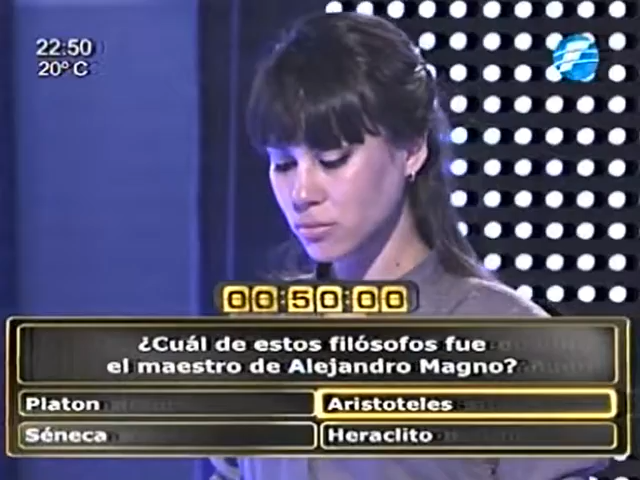 22:50
20°C
00:50:00
¿Cuál de estos filósofos fue
el maestro de Alejandro Magno?
Platon
Aristoteles
Séneca
Heraclito